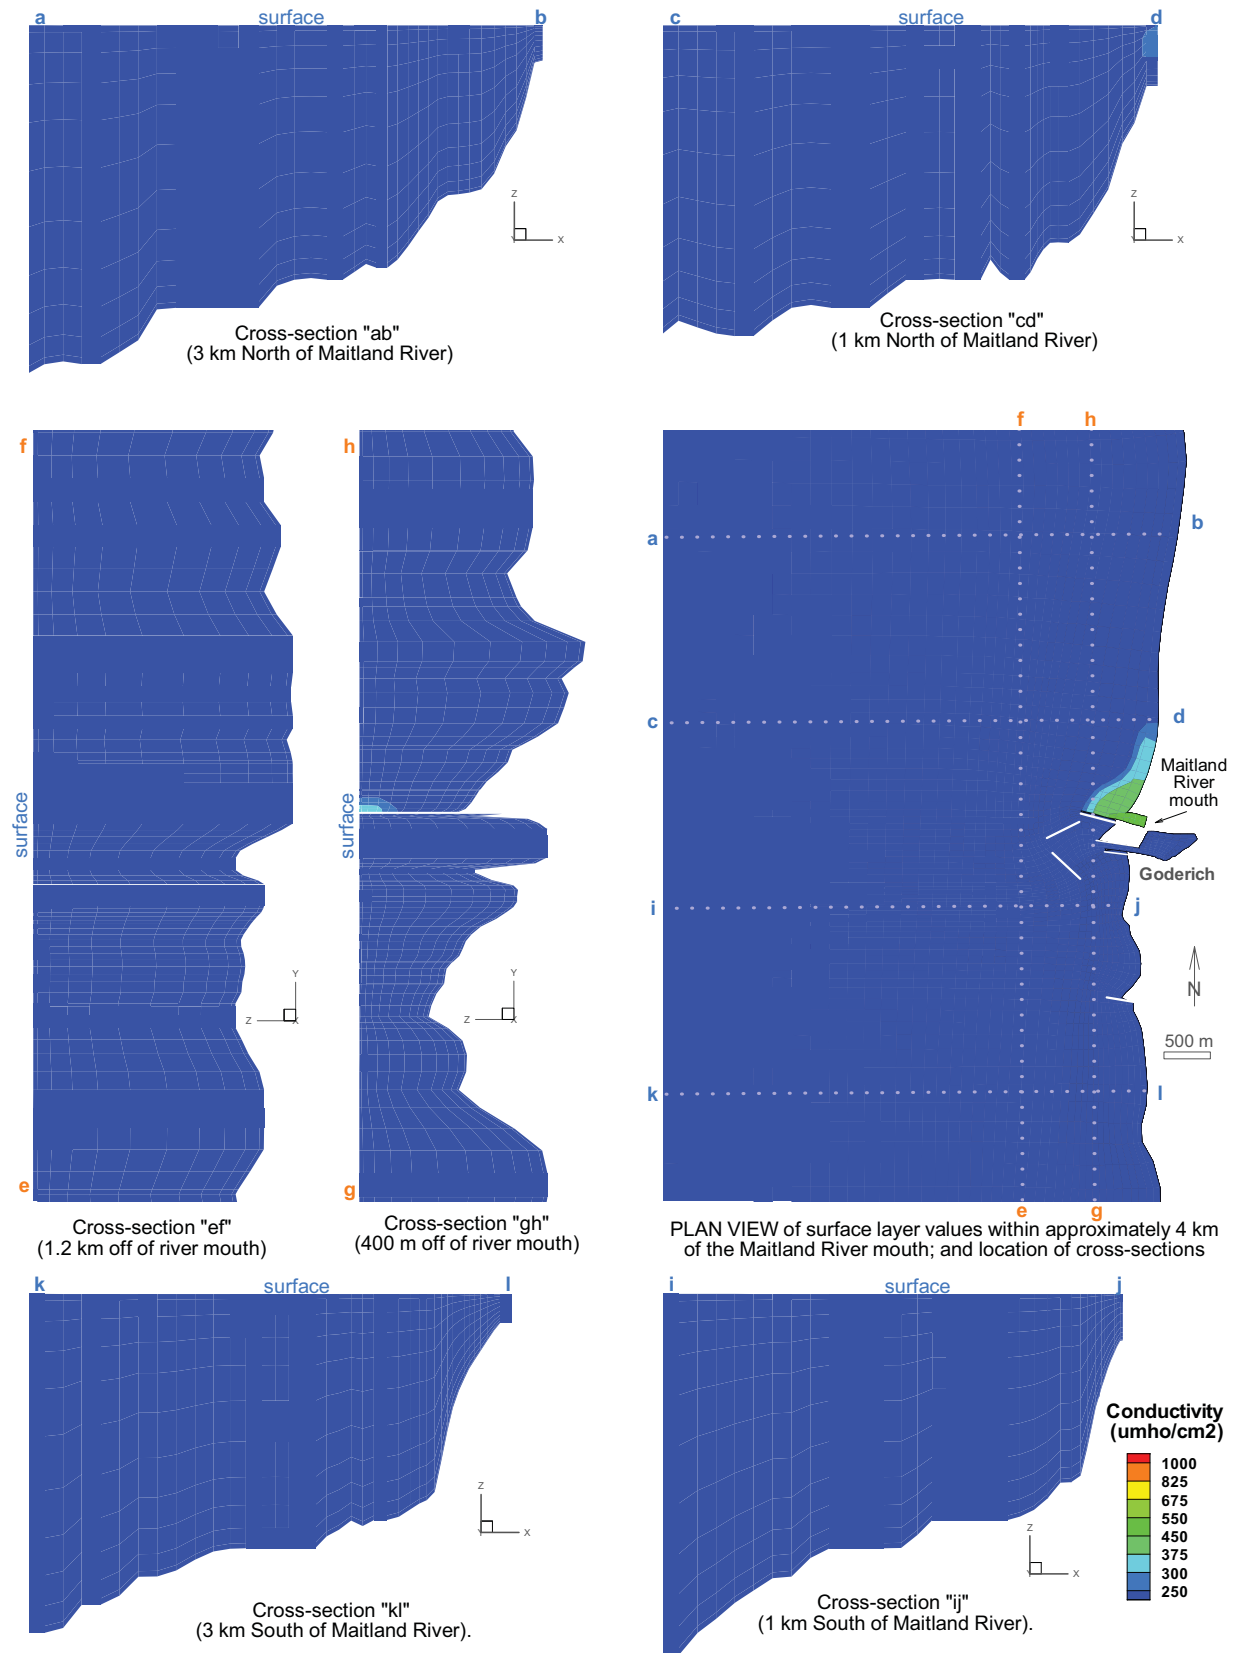 a surface b
c surface d
z
x
Y
z
x
Y
Cross-section "ab"
(3 km North of Maitland River)
Cross-section "cd"
(1 km North of Maitland River)
f
h
surface
surface
Y
z
x
Y
z
x
e
g
Cross-section "ef"
(1.2 km off of river mouth)
Cross-section "gh"
(400 m off of river mouth)
f h
b
a
c
d
Maitland
River
mouth
Goderich
i
j
N
500 m
k
l
e g
PLAN VIEW of surface layer values within approximately 4 km
of the Maitland River mouth; and location of cross-sections
k surface l
i surface j
z
x
Y
z
x
Y
Cross-section "kl"
(3 km South of Maitland River).
Cross-section "ij"
(1 km South of Maitland River).
Conductivity
(umho/cm2)
1000
825
675
550
450
375
300
250